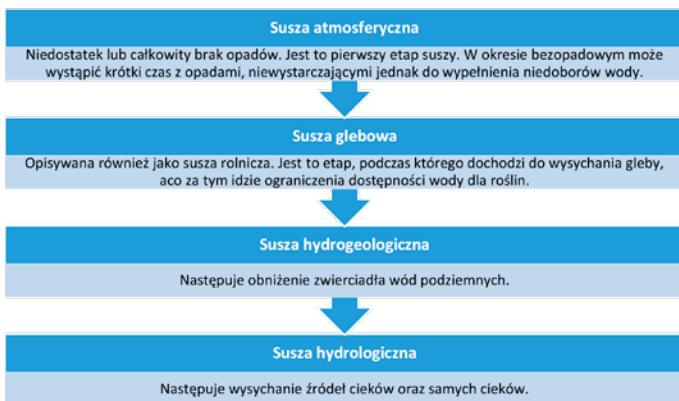 Susza atmosferyczna
Niedostatek lub całkowity brak opadów. Jest to pierwszy etap suszy. W okresie bezopadowym może
wystąpić krótki czas z opadami, niewystarczającymi jednak do wypełnienia niedoborów wody.
Susza glebowa
Opisywana również jako susza rolnicza. Jest to etap, podczas którego dochodzi do wysychania gleby,
aco za tym idzie ograniczenia dostępności wody dla roślin.
Susza hydrogeologiczna
Następuje obniżenie zwierciadła wód podziemnych.
Susza hydrologiczna
Następuje wysychanie źródeł cieków oraz samych cieków.